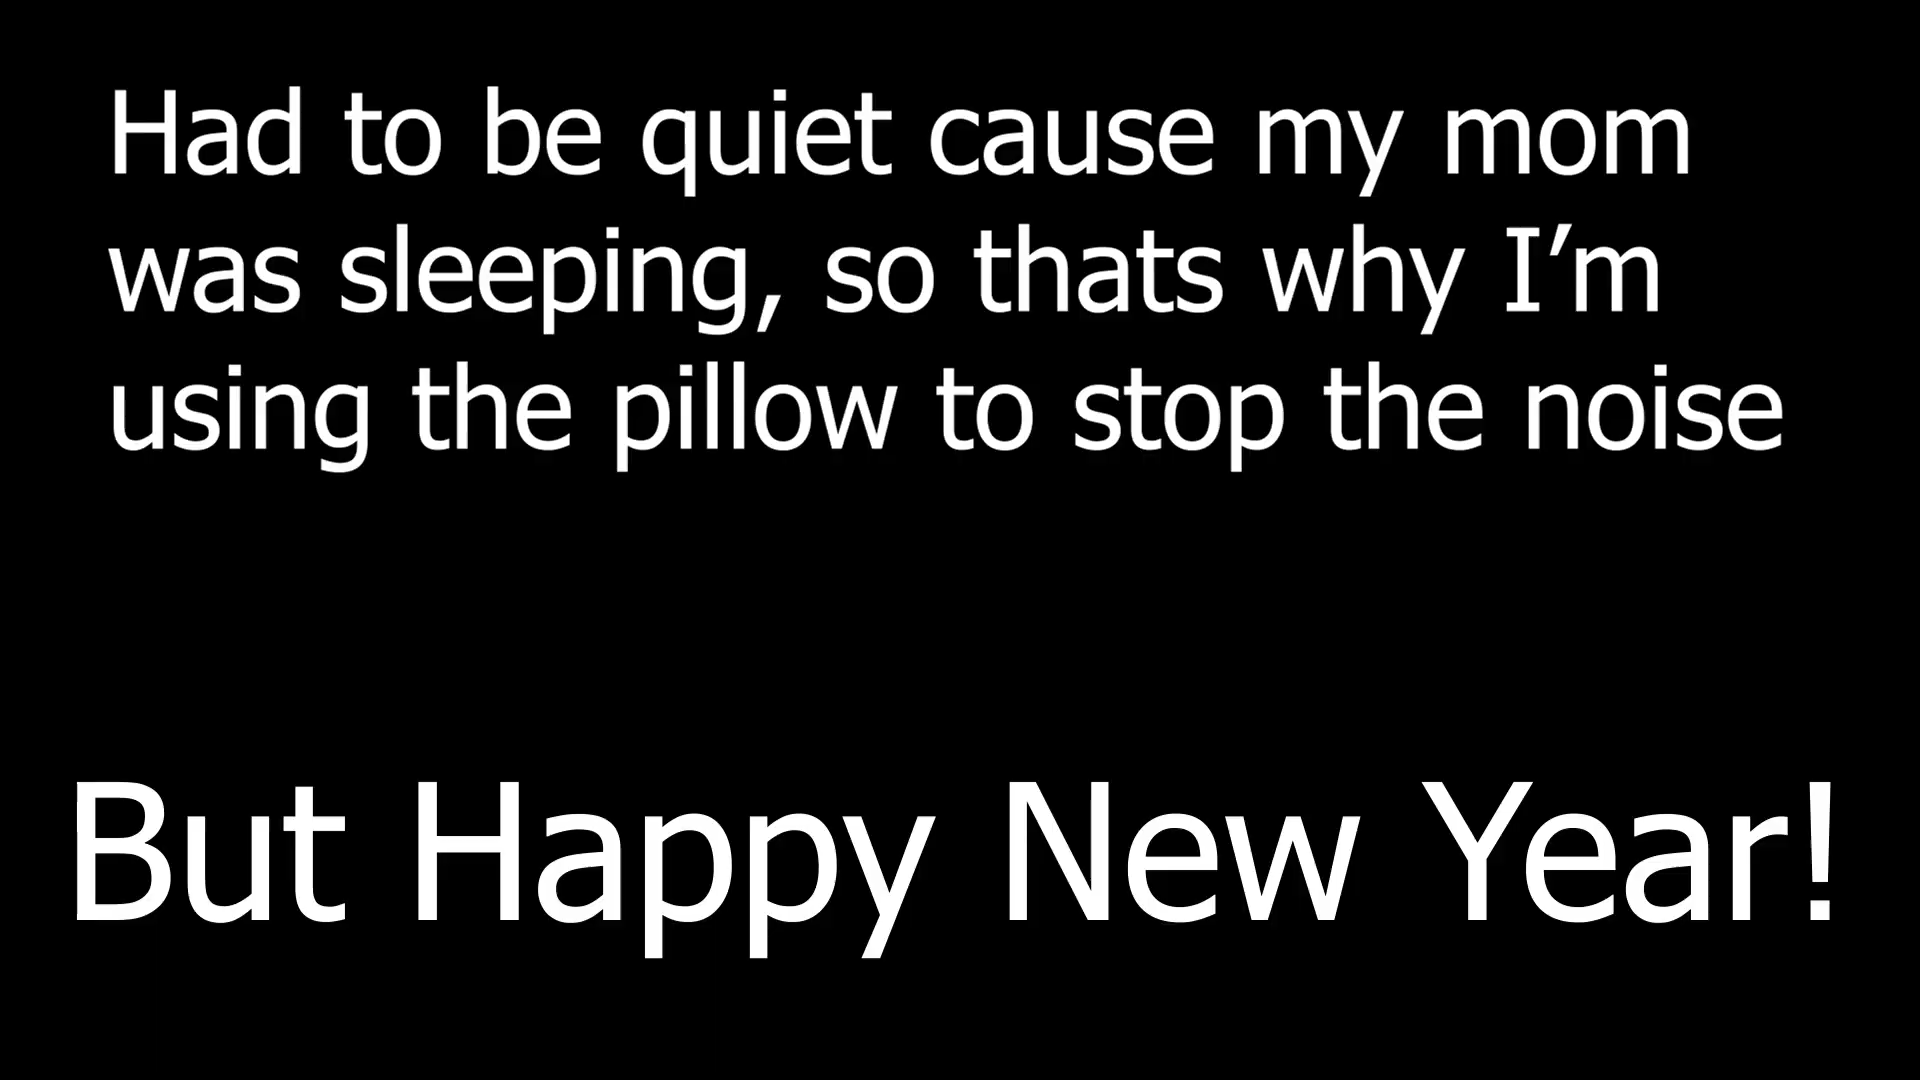 Had to be quiet cause my mom
was sleeping, so thats why I’m
using the pillow to stop the noise
But Happy New Year!